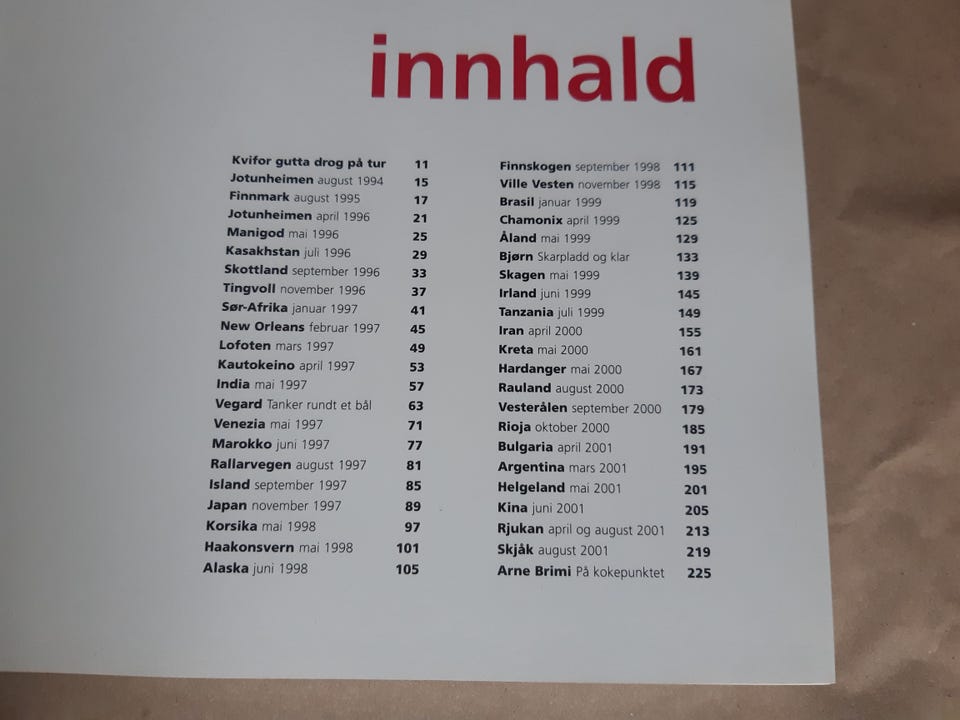 innhald
Kvifor gutta drog på tur 11
Jotunheimen august 1994 15
Finnmark august 1995 17
Jotunheimen april 1996 21
Manigod mai 1996 25
Kasakhstan juli 1996 29
Skottland september 1996 33
Tingvoll november 1996 37
Sør-Afrika januar 1997 41
New Orleans februar 1997 45
Lofoten mars 1997 49
Kautokeino april 1997 53
India mai 1997 57
Vegard Tanker rundt et bål 63
Venezia mai 1997 71
Marokko juni 1997 77
Rallarvegen august 1997 81
Island september 1997 85
Japan november 1997 89
Korsika mai 1998 97
Haakonsvern mai 1998 101
Alaska juni 1998 105
Finnskogen september 1998 111
Ville Vesten november 1998 115
Brasil januar 1999 119
Chamonix april 1999 125
Åland mai 1999 129
Bjørn Skarpladd og klar 133
Skagen mai 1999 139
Irland juni 1999 145
Tanzania juli 1999 149
Iran april 2000 155
Kreta mai 2000 161
Hardanger mai 2000 167
Rauland august 2000 173
Vesterålen september 2000 179
Rioja oktober 2000 185
Bulgaria april 2001 191
Argentina mars 2001 195
Helgeland mai 2001 201
Kina juni 2001 205
Rjukan april og august 2001 213
Skjåk august 2001 219
Arne Brimi På kokepunktet 225